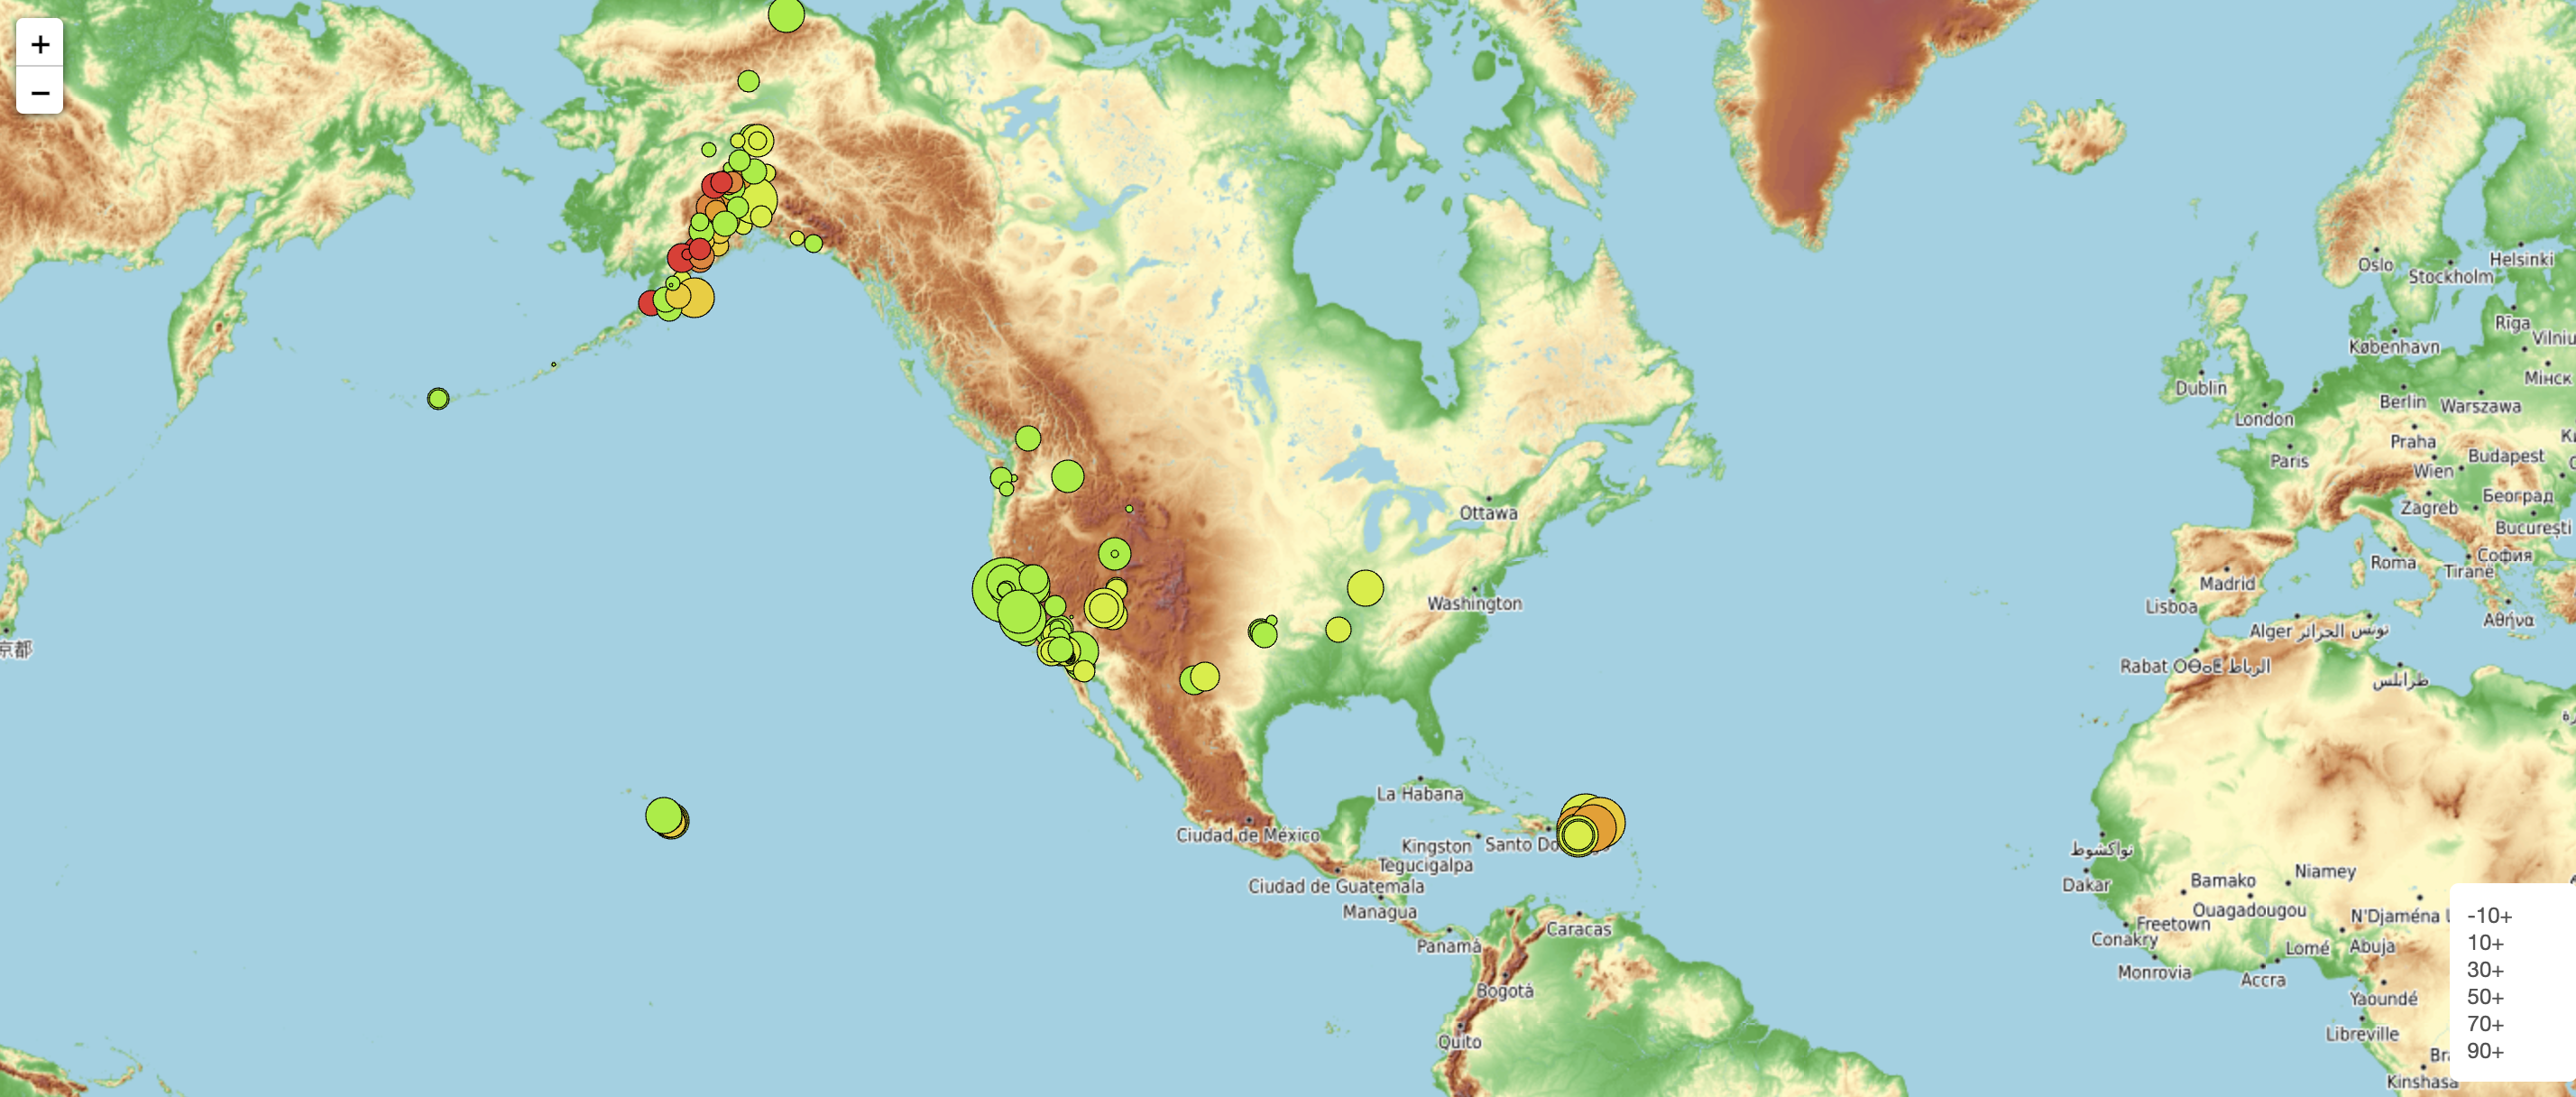 +
−
Oslo
Helsinki
Stockholm
Rīga
København
Vilniu
Мінск
Dublin
Berlin
Warszawa
London
Praha
Paris
Budapest
Wien
Београд
Zagreb
București
Ottawa
София
Roma
Tiranë
Madrid
Washington
Lisboa
Αθήνα
Alger تونس الجزائر
京都
Rabat ⵔⴱⴰⵟ الرباط
طرابلس
La Habana
Ciudad de México
Kingston
Santo Do
Tegucigalpa
نواكشوط
Ciudad de Guatemala
Dakar
Niamey
Bamako
Managua
Ouagadougou
N'Djaména
Caracas
Freetown
Conakry
Panamá
Lomé
Abuja
Monrovia
Accra
Bogotá
Yaoundé
Libreville
Quito
Bra
Kinshasa
-10+
10+
30+
50+
70+
90+